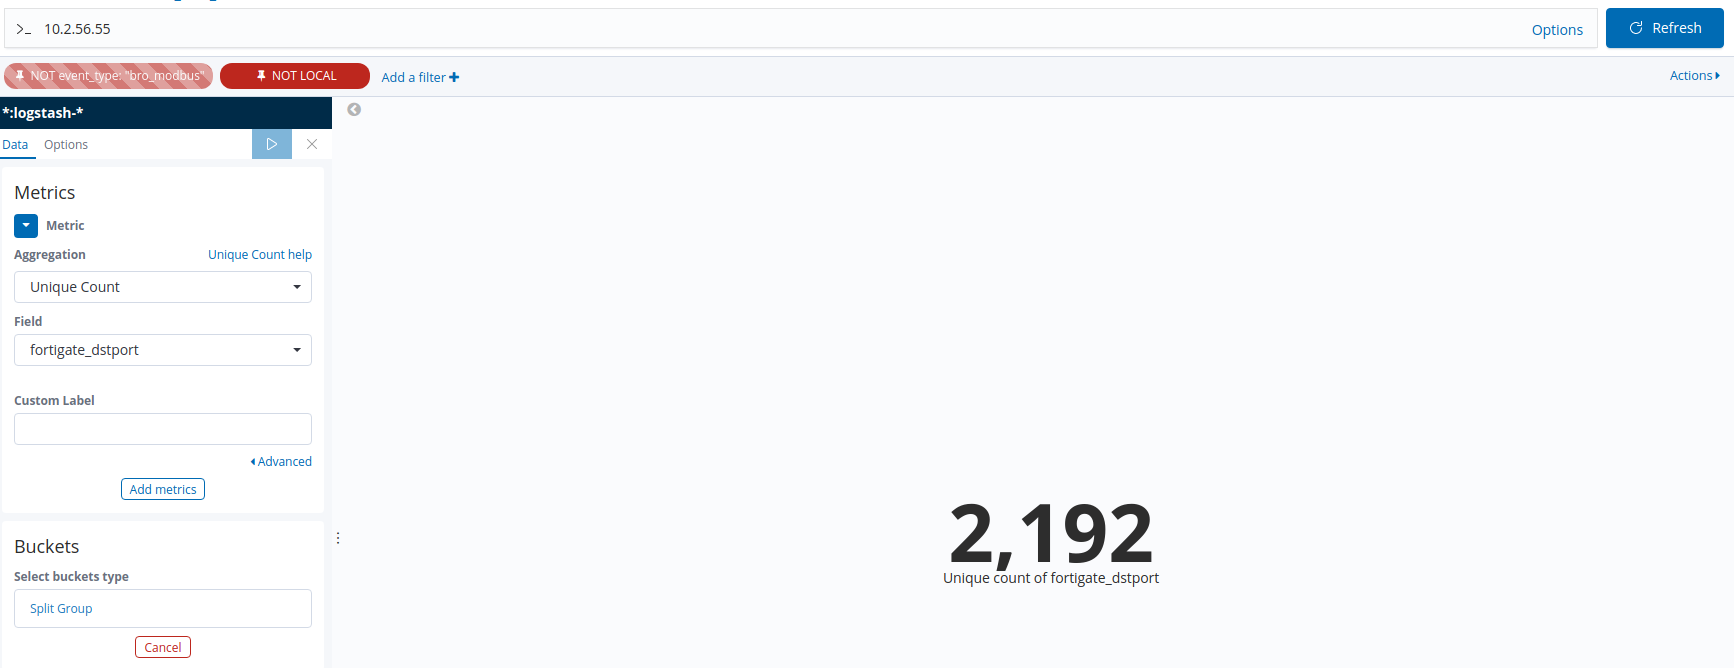 >_ 10.2.56.55 Options Refresh
NOT event_type: "bro_modbus" NOT LOCAL Add a filter + Actions
*:logstash-*
Data Options
Metrics
Metric
Aggregation Unique Count help
Unique Count
Field
fortigate_dstport
Custom Label
Advanced
Add metrics
Buckets
Select buckets type
Split Group
Cancel
2,192
Unique count of fortigate_dstport